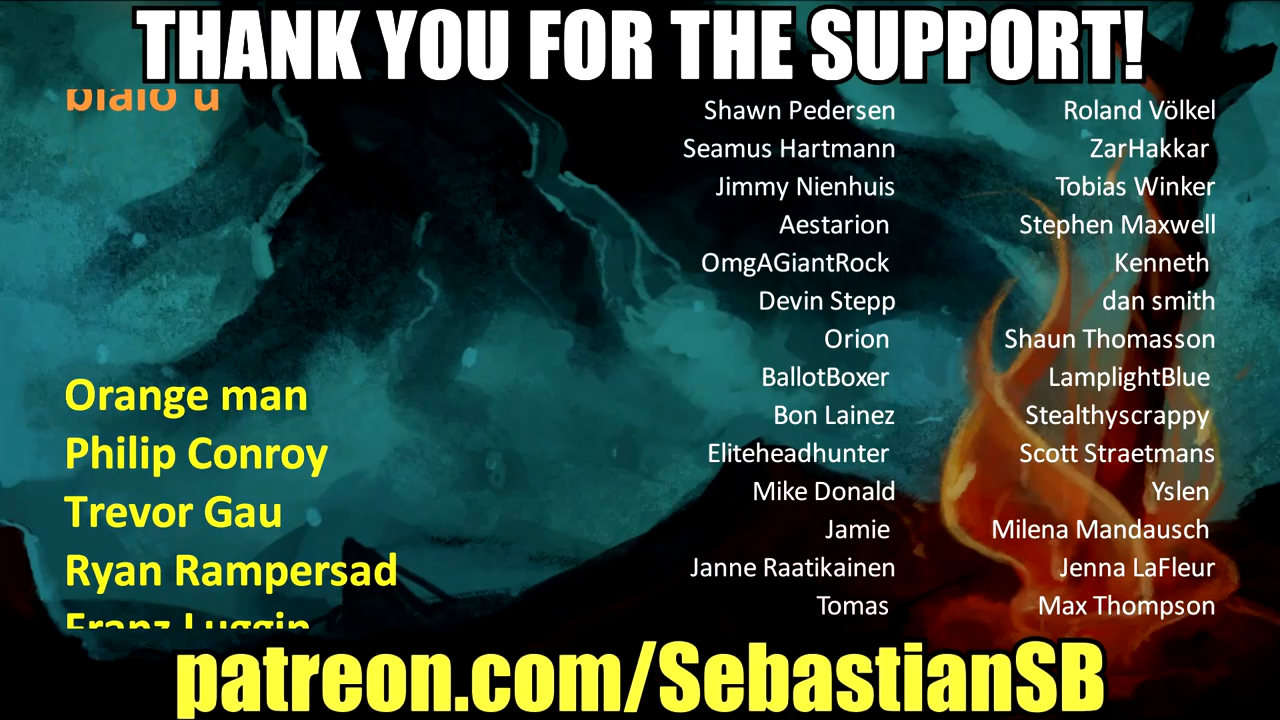 THANK YOU FOR THE SUPPORT!
Orange man
Philip Conroy
Trevor Gau
Ryan Rampersad
Franz Luggin
Shawn Pedersen
Seamus Hartmann
Jimmy Nienhuis
Aestarion
OmgAGiantRock
Devin Stepp
Orion
BallotBoxer
Bon Lainez
Eliteheadhunter
Mike Donald
Jamie
Janne Raatikainen
Tomas
Roland Völkel
ZarHakkar
Tobias Winker
Stephen Maxwell
Kenneth
dan smith
Shaun Thomasson
LamplightBlue
Stealthyscrappy
Scott Straetmans
Yslen
Milena Mandausch
Jenna LaFleur
Max Thompson
patreon.com/SebastianSB